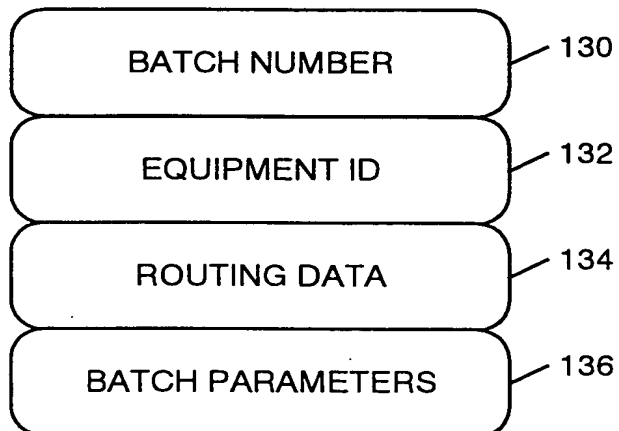 BATCH NUMBER 130
EQUIPMENT ID 132
ROUTING DATA 134
BATCH PARAMETERS 136